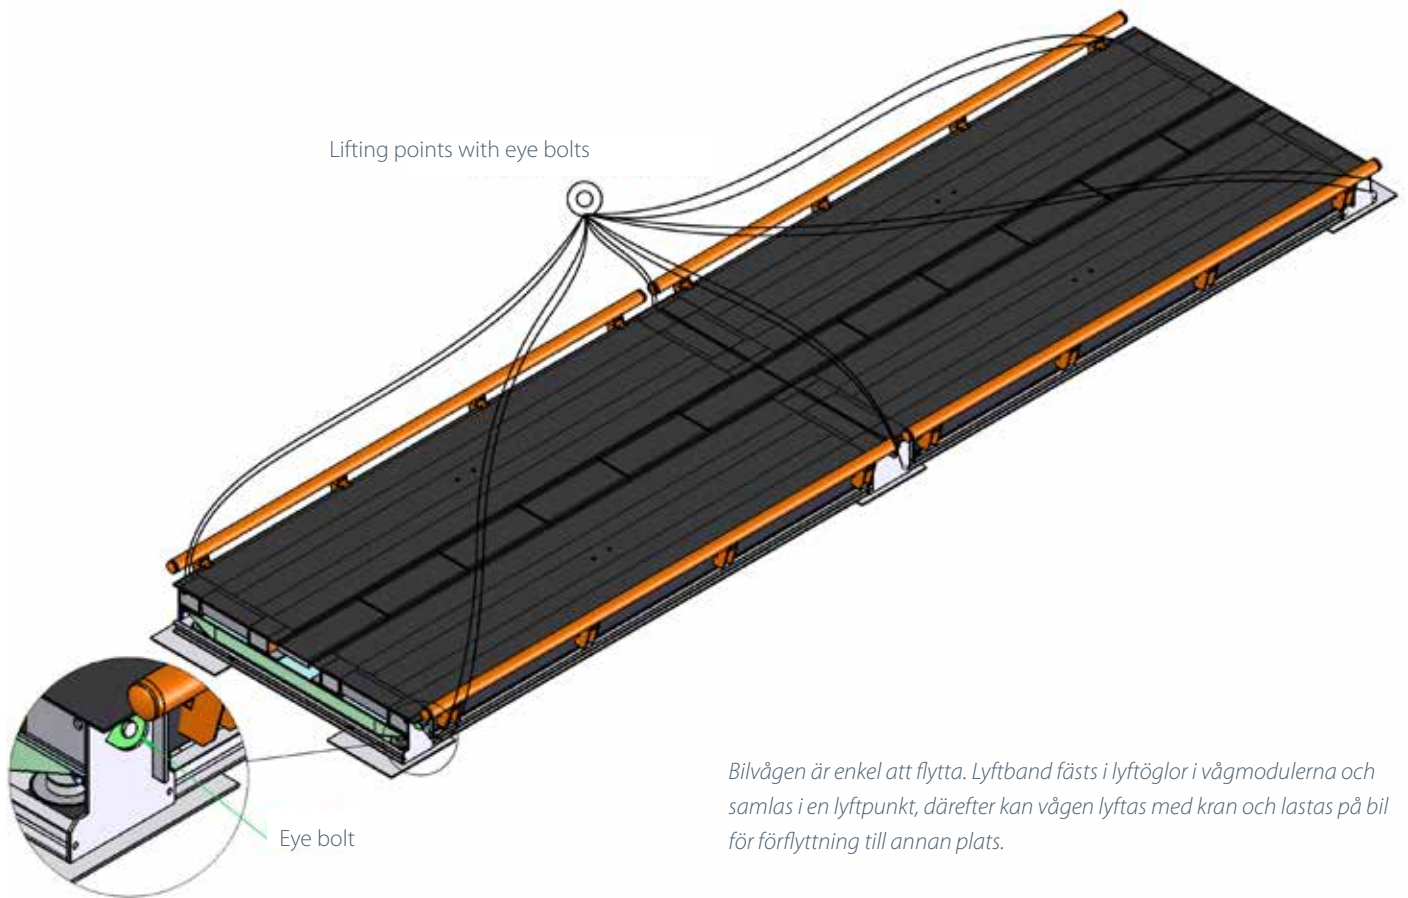 Lifting points with eye bolts
Bilvågen är enkel att flytta. Lyftband fästs i lyftöglor i vågmodulerna och
samlas i en lyftpunkt, därefter kan vågen lyftas med kran och lastas på bil
för förflyttning till annan plats.
Eye bolt